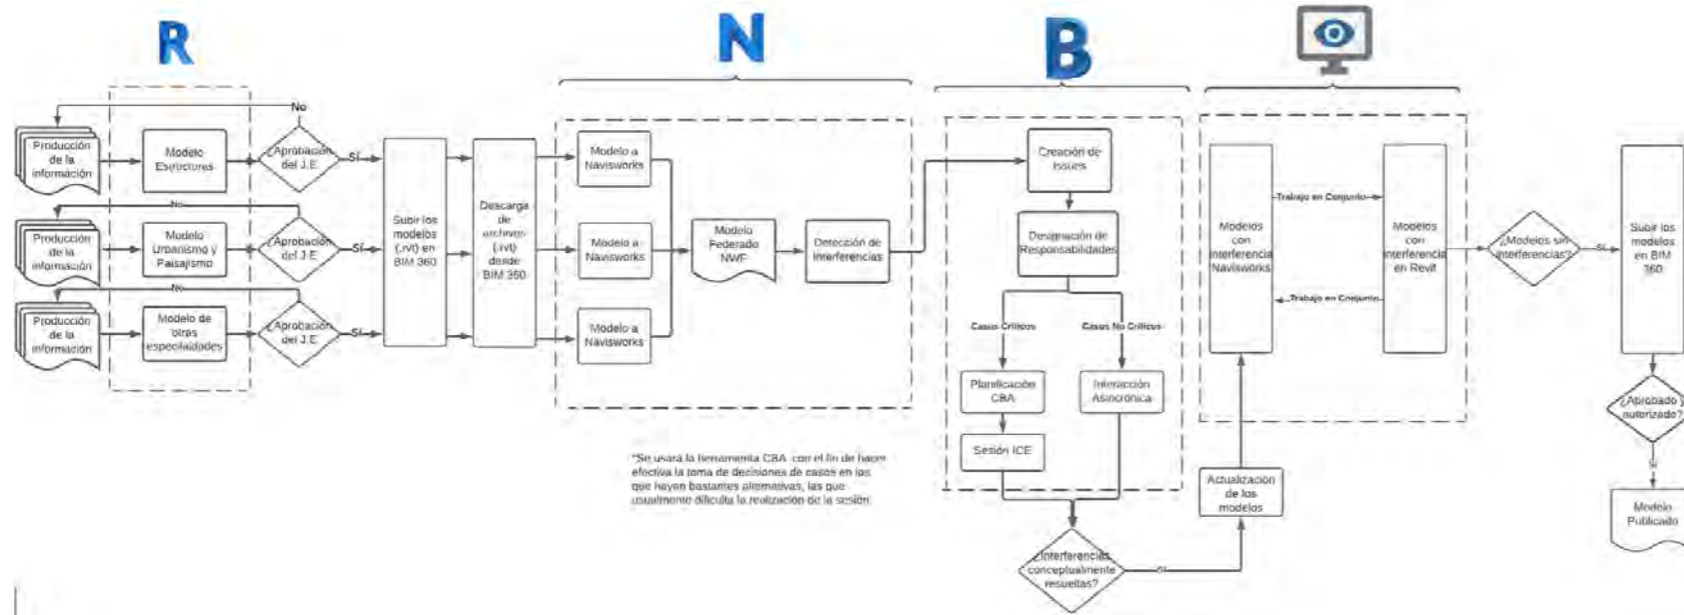 R
N
B
No
Producción
de la
información
Modelo
Estructuras
¿Aprobación
del J.E.
Sí
No
Producción
de la
información
Modelo
Urbanismo y
Paisajismo
¿Aprobación
del J.E
Sí
No
Producción
de la
información
Modelo de
otras
especilaidades
¿Aprobación
del J.E.
Sí
Subir los
modelos
(.rvt) en
BIM 360
Descarga
de
archivos
(.rvt)
desde
BIM 360
Modelo a
Navisworks
Modelo a
Navisworks
Modelo a
Navisworks
Modelo
Federado
NWF
Detección de
Interferencias
*Se usará la herramienta CBA con el fin de hacer
efectiva la toma de decisiones de casos en los
que hayan bastantes alternativas, las que
usualmente dificulta la realización de la sesión.
Creación de
Issues
Designación de
Responsabilidades
Casos Críticos
Casos No Críticos
Planificación
CBA
Interacción
Asincrónica
Sesión ICE
¿Interferencias
conceptualmente
resueltas?
Sí
Actualización
de los
modelos
Modelos
con
interferencia
Navisworks
Trabajo en Conjunto
Trabajo en Conjunto
Modelos
con
interferencia
en Revit
¿Modelos sin
interferencias?
Sí
Subir los
modelos
en BIM
360
¿Aprobado y
autorizado?
Sí
Modelo
Publicado